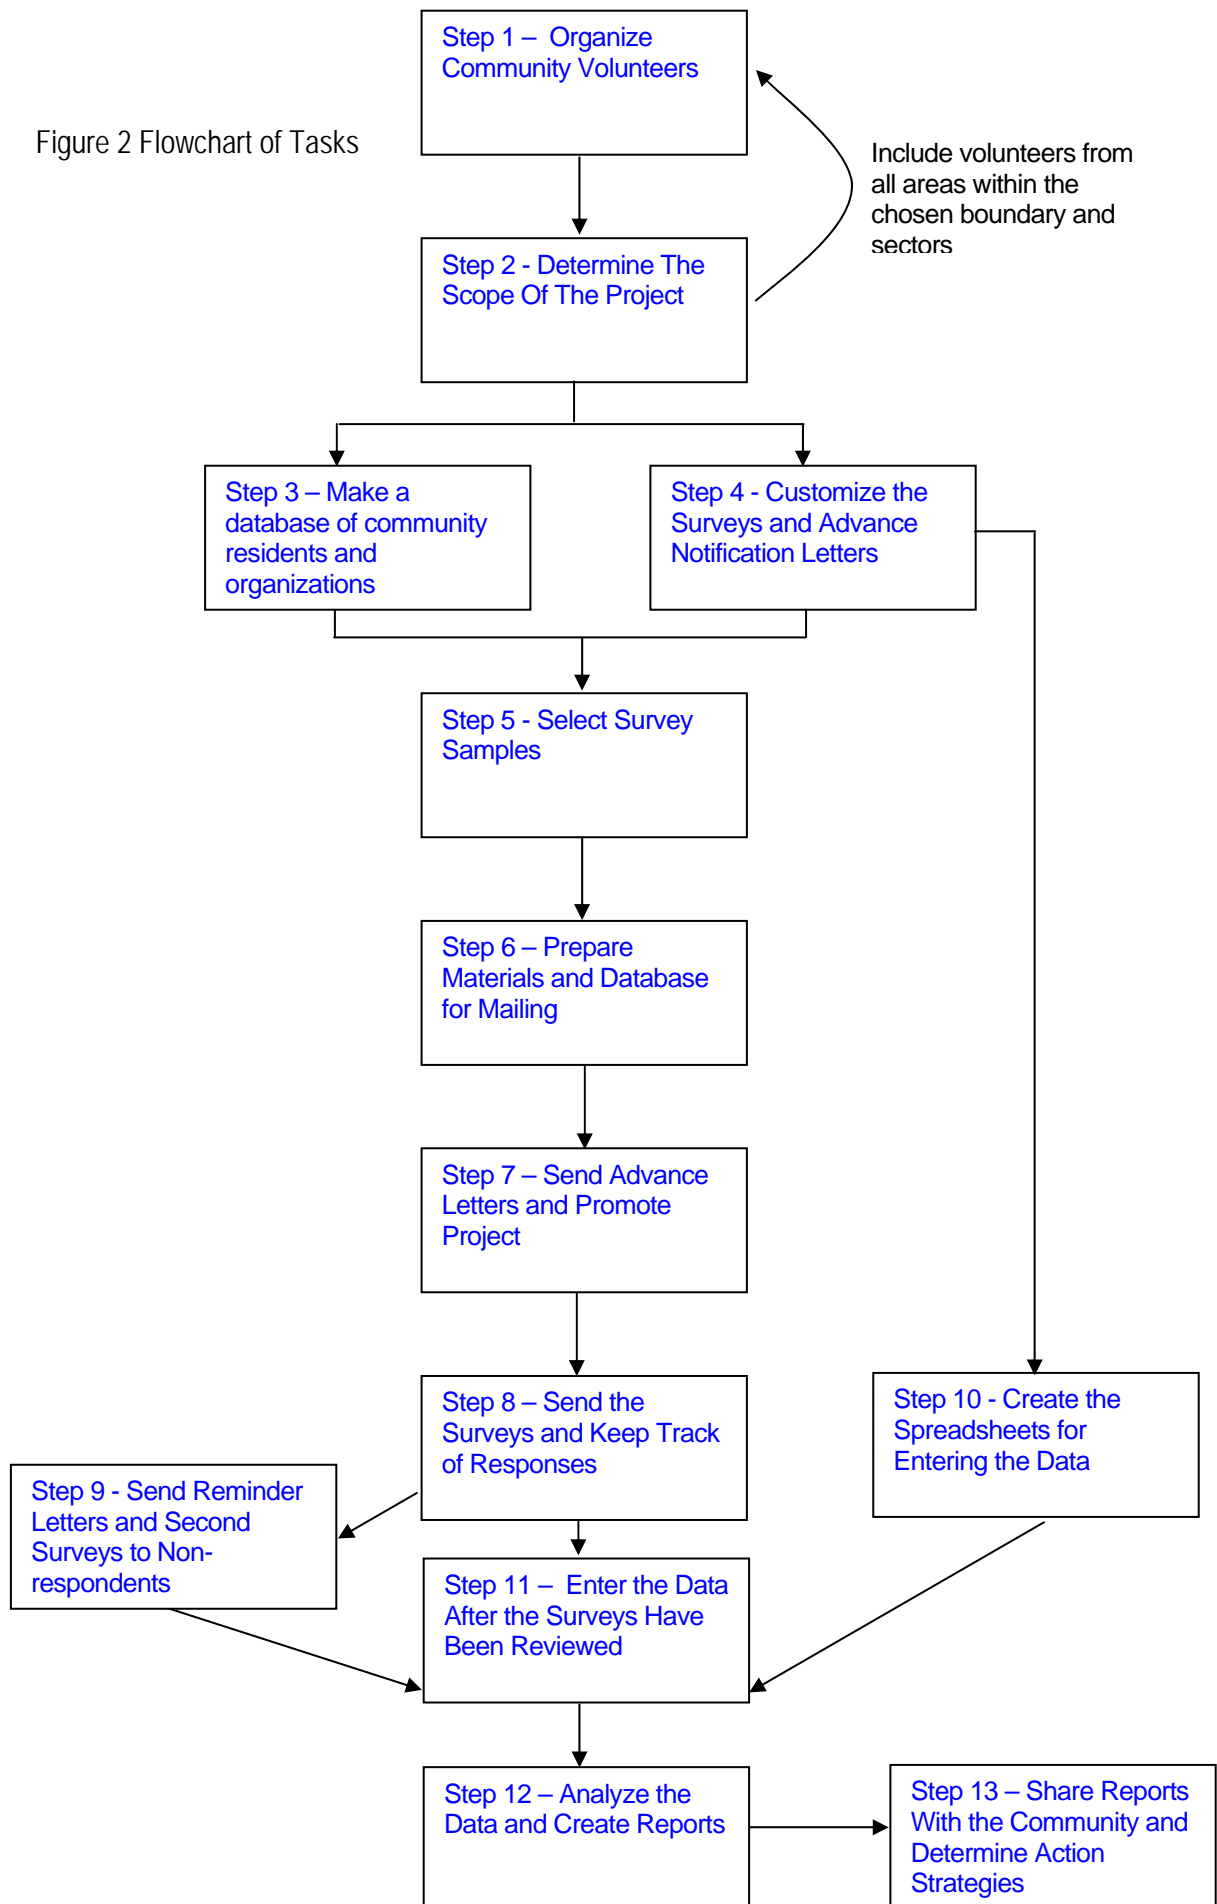 Step 1 –  Organize
Community Volunteers
Figure 2 Flowchart of Tasks
Include volunteers from
all areas within the
chosen boundary and
sectors
Step 2 - Determine The
Scope Of The Project
Step 3 – Make a
database of community
residents and
organizations
Step 4 - Customize the
Surveys and Advance
Notification Letters
Step 5 - Select Survey
Samples
Step 6 – Prepare
Materials and Database
for Mailing
Step 7 – Send Advance
Letters and Promote
Project
Step 8 – Send the
Surveys and Keep Track
of Responses
Step 9 - Send Reminder
Letters and Second
Surveys to Non-
respondents
Step 10 - Create the
Spreadsheets for
Entering the Data
Step 11 –  Enter the Data
After the Surveys Have
Been Reviewed
Step 12 – Analyze the
Data and Create Reports
Step 13 – Share Reports
With the Community and
Determine Action
Strategies